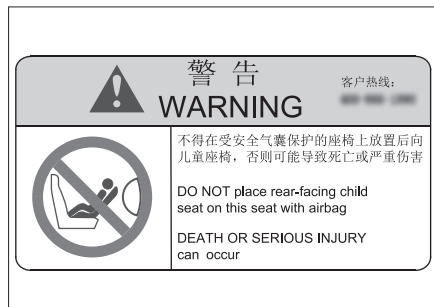 警 告
WARNING
客户热线：
不得在受安全气囊保护的座椅上放置后向
儿童座椅，否则可能导致死亡或严重伤害
DO NOT place rear-facing child
seat on this seat with airbag
DEATH OR SERIOUS INJURY
can occur